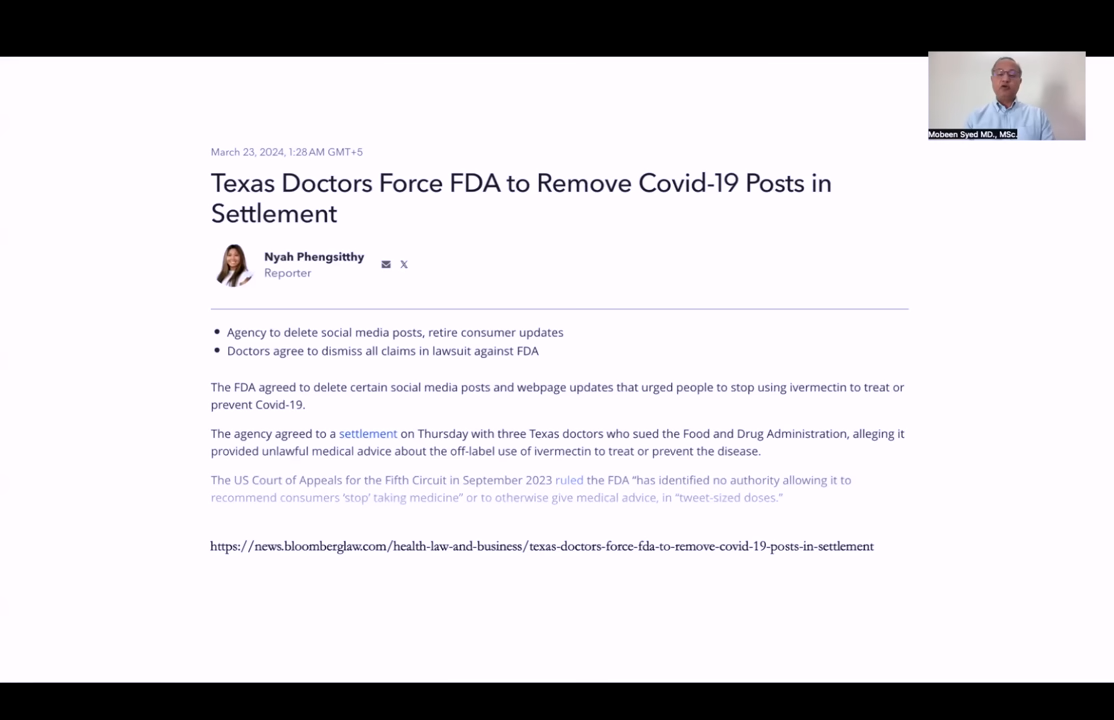 Mobeen Syed MD., MSc.
March 23, 2024, 1:28 AM GMT+5
Texas Doctors Force FDA to Remove Covid-19 Posts in
Settlement
Nyah Phengsitthy
Reporter
Agency to delete social media posts, retire consumer updates
Doctors agree to dismiss all claims in lawsuit against FDA
The FDA agreed to delete certain social media posts and webpage updates that urged people to stop using ivermectin to treat or
prevent Covid-19.
The agency agreed to a settlement on Thursday with three Texas doctors who sued the Food and Drug Administration, alleging it
provided unlawful medical advice about the off-label use of ivermectin to treat or prevent the disease.
The US Court of Appeals for the Fifth Circuit in September 2023 ruled the FDA “has identified no authority allowing it to
recommend consumers ‘stop’ taking medicine” or to otherwise give medical advice, in “tweet-sized doses.”
https://news.bloomberglaw.com/health-law-and-business/texas-doctors-force-fda-to-remove-covid-19-posts-in-settlement